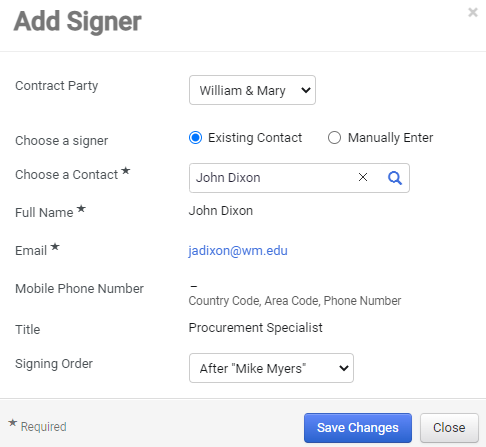 Add Signer
×
Contract Party William & Mary
Choose a signer Existing Contact Manually Enter
Choose a Contact ★ John Dixon ×
Full Name ★ John Dixon
Email ★ jadixon@wm.edu
Mobile Phone Number –
Country Code, Area Code, Phone Number
Title Procurement Specialist
Signing Order After "Mike Myers"
★ Required Save Changes Close